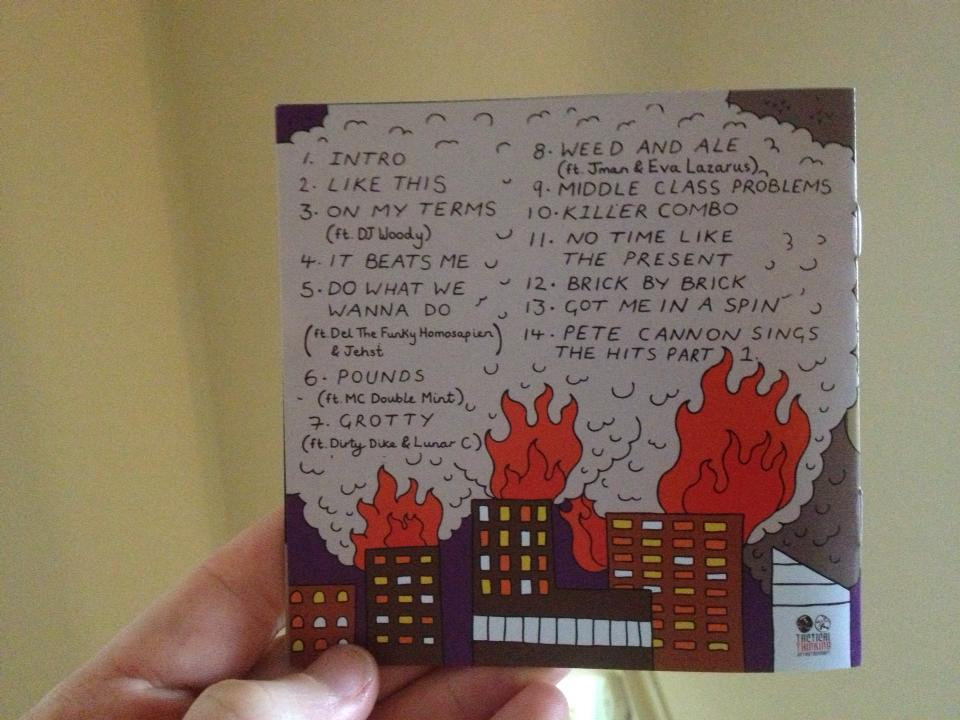 1. INTRO
2. LIKE THIS
3. ON MY TERMS
(ft. DJ Woody)
4. IT BEATS ME
5. DO WHAT WE
WANNA DO
(ft. Del The Funky Homosapien
& Jehst)
6. POUNDS
(ft. MC Double Mint)
7. GROTTY
(ft. Dirty Dike & Lunar C)
8. WEED AND ALE
(ft. Jman & Eva Lazarus)
9. MIDDLE CLASS PROBLEMS
10. KILLER COMBO
11. NO TIME LIKE
THE PRESENT
12. BRICK BY BRICK
13. GOT ME IN A SPIN
14. PETE CANNON SINGS
THE HITS PART 1.
TACTICAL
THINKING